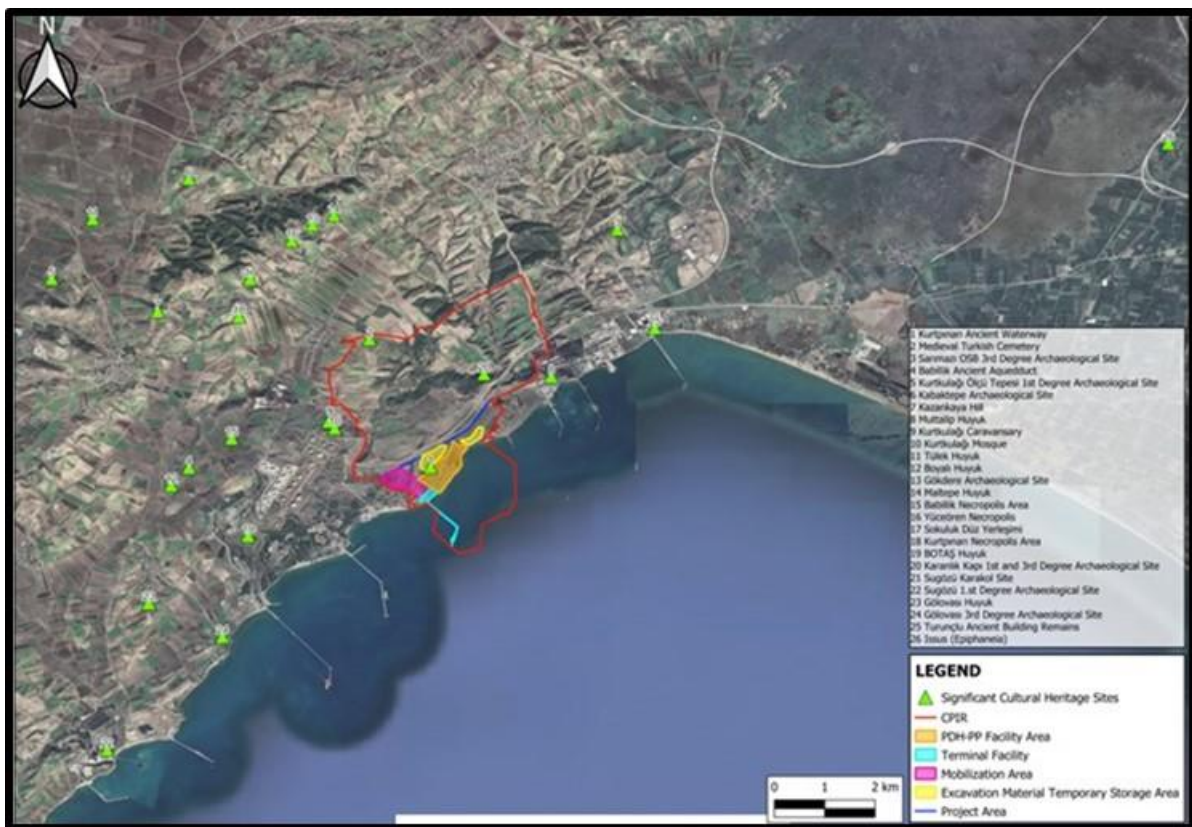 N
1 Kurtpınarı Ancient Waterway
2 Medieval Turkish Cemetery
3 Sarımazı OSB 3rd Degree Archaeological Site
4 Babilik Ancient Aquedduct
5 Kurtkulağı Ölçü Tepesi 1st Degree Archaeological Site
6 Kabaktepe Archaeological Site
7 Kazankaya Hill
8 Muttalip Huyuk
9 Kurtkulağı Caravansary
10 Kurtkulağı Mosque
11 Tülek Huyuk
12 Boyalı Huyuk
13 Gökdere Archaeological Site
14 Maltepe Huyuk
15 Babilik Necropolis Area
16 Yüceören Necropolis
17 Sokuluk Düz Yerleşimi
18 Kurtpınarı Necropolis Area
19 BOTAŞ Huyuk
20 Karanlık Kapı 1st and 3rd Degree Archaeological Site
21 Sugözü Karakol Site
22 Sugözü 1.st Degree Archaeological Site
23 Gölovası Huyuk
24 Gölovası 3rd Degree Archaeological Site
25 Turunçlu Ancient Building Remains
26 Issus (Epiphaneia)
LEGEND
Significant Cultural Heritage Sites
CPIR
PDH-PP Facility Area
Terminal Facility
Mobilization Area
Excavation Material Temporary Storage Area
Project Area
0 1 2 km